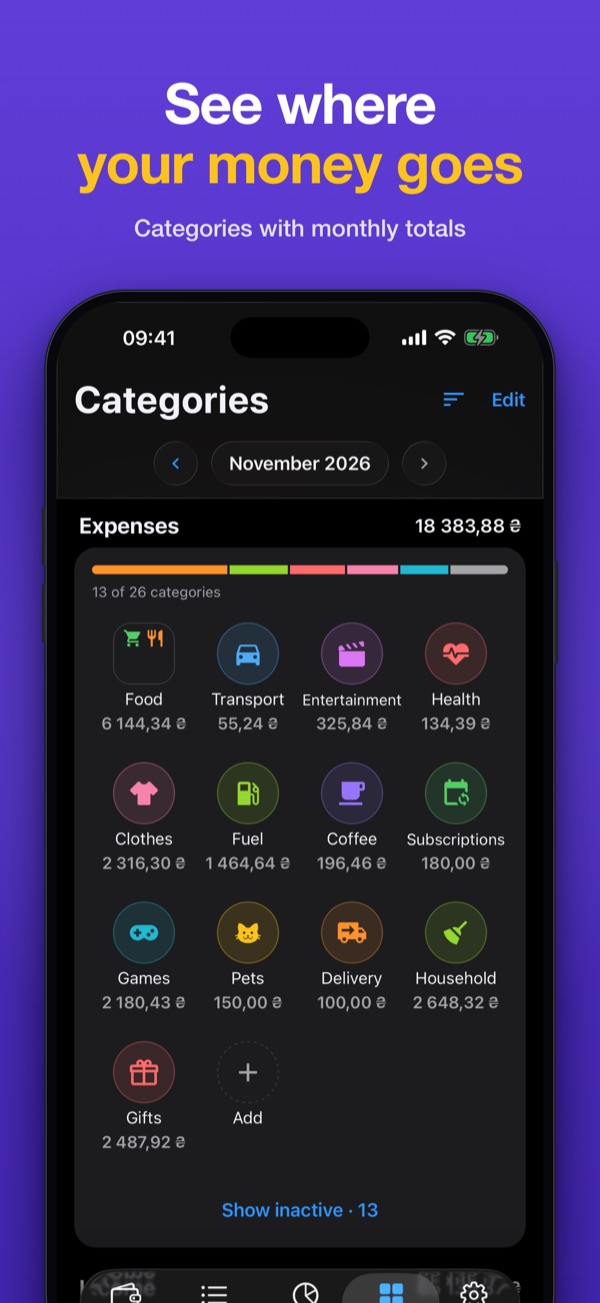 See where
your money goes
Categories with monthly totals
09:41
Categories
Edit
November 2026
Expenses 18 383,88 ₴
13 of 26 categories
Food Transport Entertainment Health
6 144,34 ₴ 55,24 ₴ 325,84 ₴ 134,39 ₴
Clothes Fuel Coffee Subscriptions
2 316,30 ₴ 1 464,64 ₴ 196,46 ₴ 180,00 ₴
Games Pets Delivery Household
2 180,43 ₴ 150,00 ₴ 100,00 ₴ 2 648,32 ₴
Gifts Add
2 487,92 ₴
Show inactive · 13